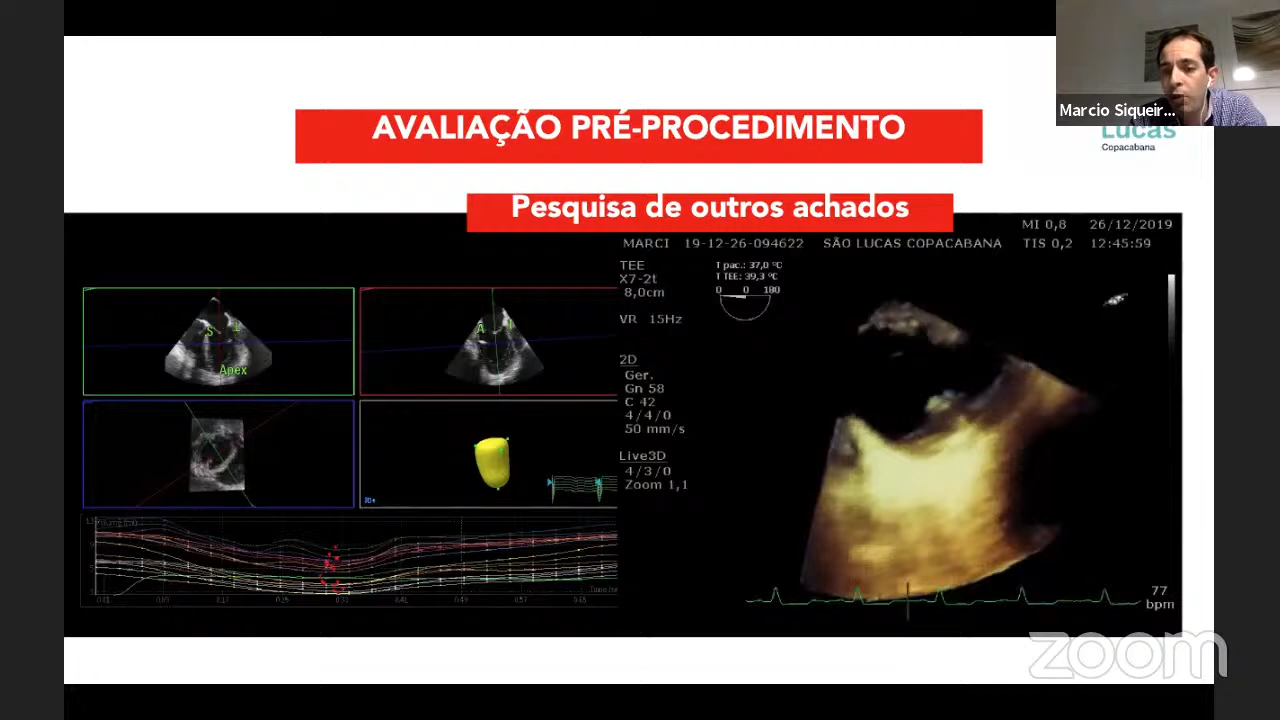 Marcio Siqueir...
Lucas
Copacabana
AVALIAÇÃO PRÉ-PROCEDIMENTO
Pesquisa de outros achados
MI 0,8 26/12/2019
MARCI 19-12-26-094622 SÃO LUCAS COPACABANA TIS 0,2 12:45:59
TEE
X7-2t
8,0cm
VR 15Hz
2D
Ger.
Gn 58
C 42
4/4/0
50 mm/s
Live3D
4/3/0
Zoom 1,1
T pac.: 37,0 ºC
T TEE: 39,3 ºC
0 0 180
S L
Apex
A I
77
bpm
zoom